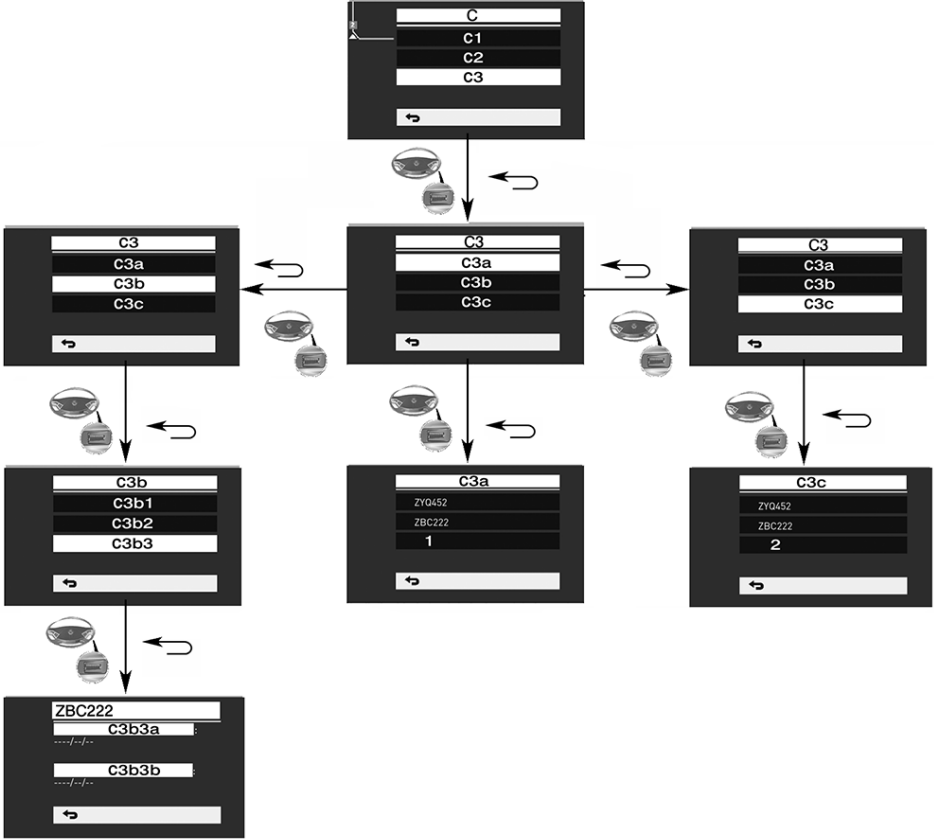 C
C1
C2
C3
C3
C3a
C3b
C3c
C3
C3a
C3b
C3c
C3
C3a
C3b
C3c
C3b
C3b1
C3b2
C3b3
C3a
ZYQ452
ZBC222
1
C3c
ZYQ452
ZBC222
2
ZBC222
C3b3a :
----/--/--
C3b3b :
----/--/--